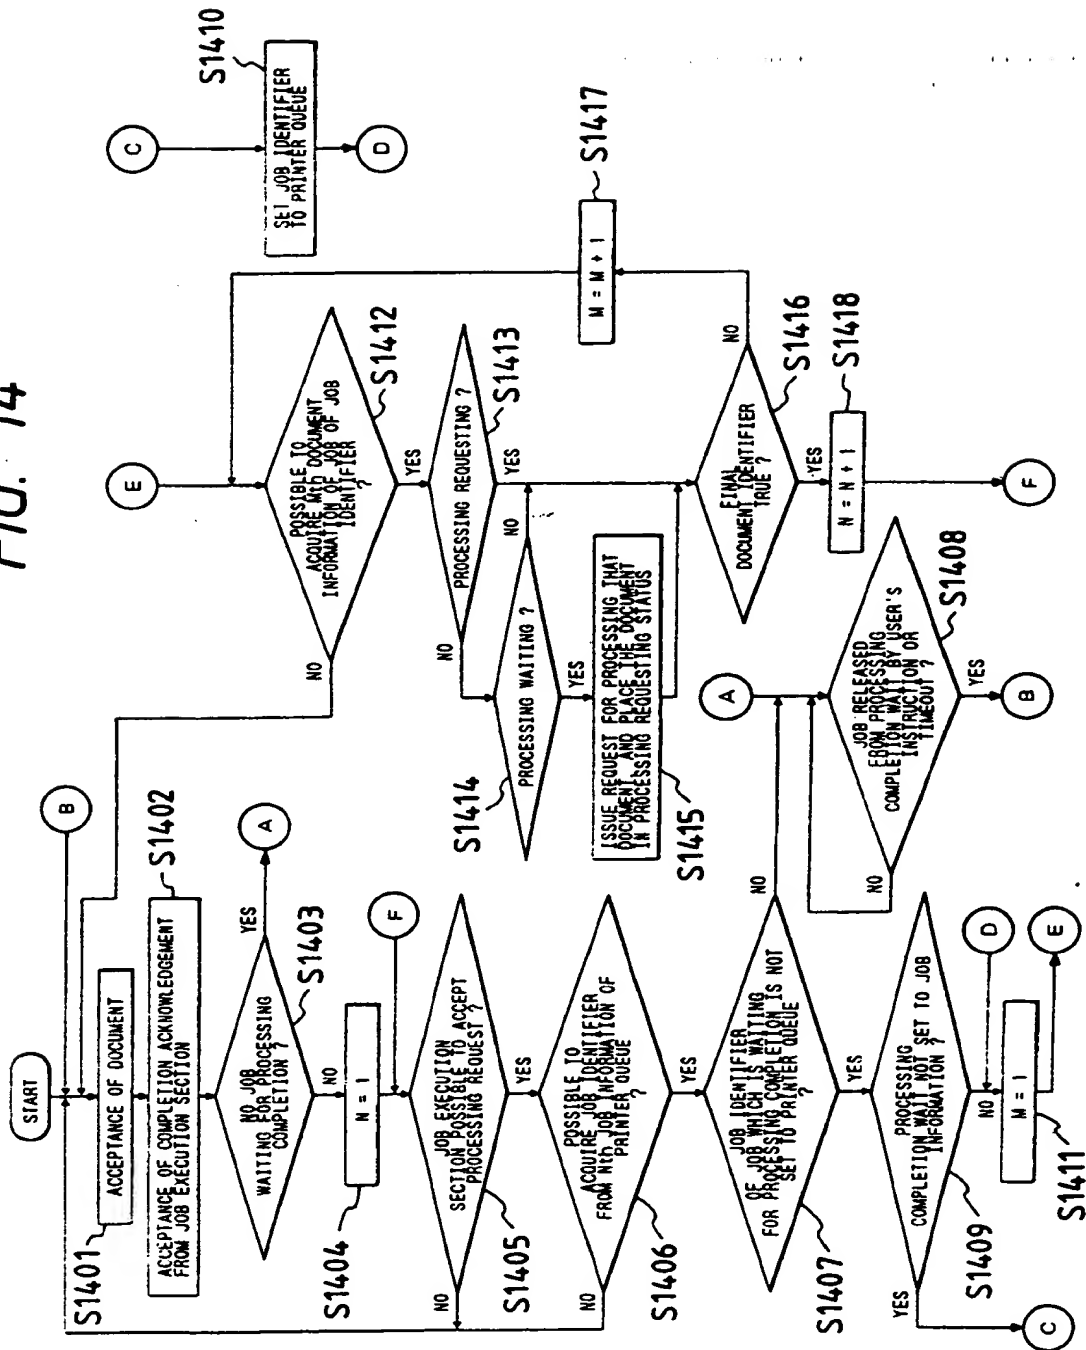 FIG. 14
START
B
S1401
ACCEPTANCE OF DOCUMENT
S1402
ACCEPTANCE OF COMPLETION ACKNOWLEDGEMENT
FROM JOB EXECUTION SECTION
S1403
NO JOB
WAITING FOR PROCESSING
COMPLETION ?
YES
A
NO
S1404
N = 1
F
S1405
JOB EXECUTION
SECTION POSSIBLE TO ACCEPT
PROCESSING REQUEST ?
NO
YES
S1406
POSSIBLE TO
ACQUIRE JOB IDENTIFIER
FROM Nth JOB INFORMATION OF
PRINTER QUEUE
?
NO
YES
S1407
JOB IDENTIFIER
OF JOB WHICH IS WAITING
FOR PROCESSING COMPLETION IS NOT
SET TO PRINTER QUEUE
?
NO
YES
S1409
PROCESSING
COMPLETION WAIT NOT SET TO JOB
INFORMATION ?
YES
C
NO
D
S1411
M = 1
E
E
S1412
POSSIBLE TO
ACQUIRE Mth DOCUMENT
INFORMATION OF JOB OF JOB
IDENTIFIER
?
NO
YES
S1413
PROCESSING REQUESTING ?
NO
YES
S1414
PROCESSING WAITING ?
NO
YES
S1415
ISSUE REQUEST FOR PROCESSING THAT
DOCUMENT, AND PLACE THE DOCUMENT
IN PROCESSING REQUESTING STATUS
S1416
FINAL
DOCUMENT IDENTIFIER
TRUE ?
NO
YES
S1417
M = M + 1
S1418
N = N + 1
F
A
S1408
JOB RELEASED
FROM PROCESSING
COMPLETION WAIT BY USER'S
INSTRUCTION OR
TIMEOUT ?
NO
YES
B
C
S1410
SET JOB IDENTIFIER
TO PRINTER QUEUE
D